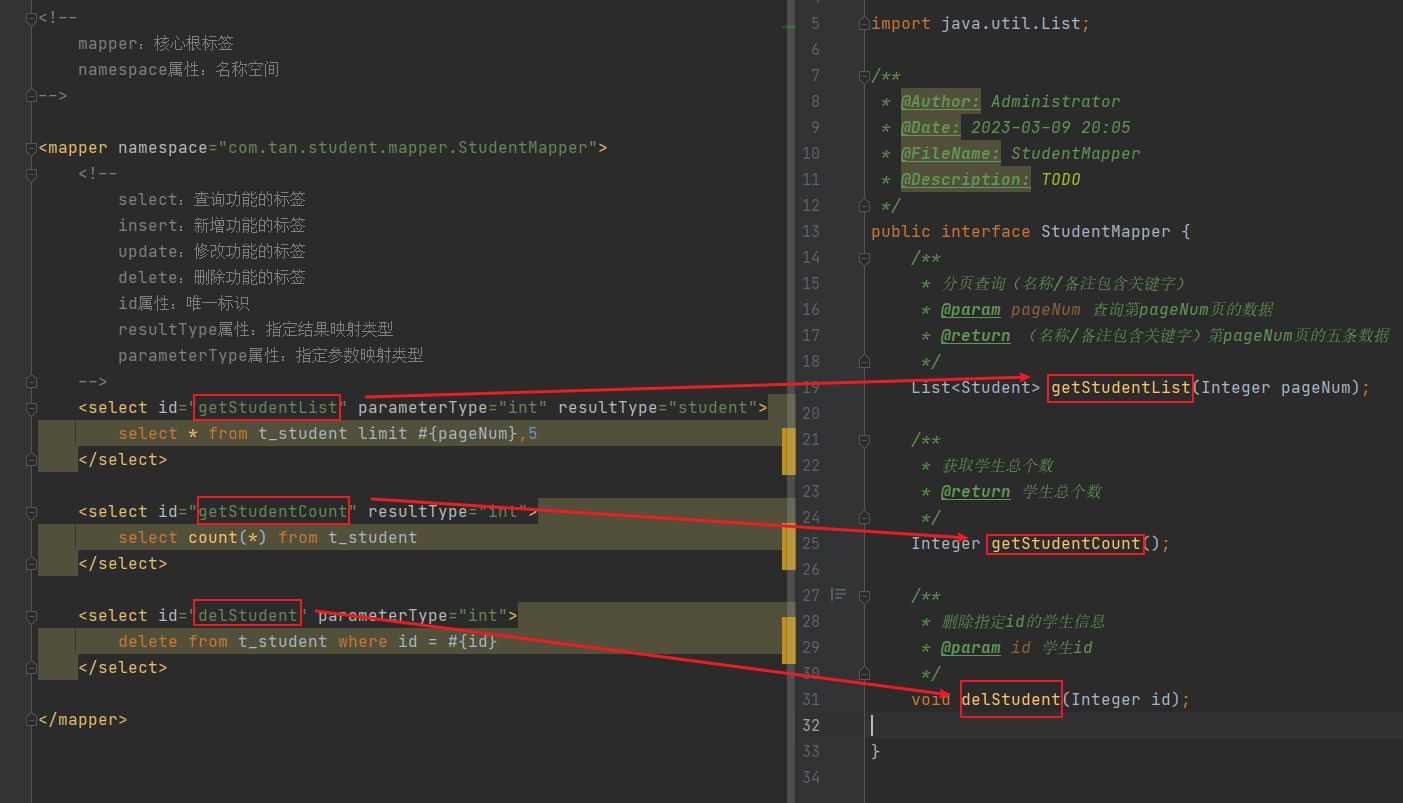 <!--
mapper：核心根标签
namespace属性：名称空间
-->
<mapper namespace="com.tan.student.mapper.StudentMapper">
<!--
select：查询功能的标签
insert：新增功能的标签
update：修改功能的标签
delete：删除功能的标签
id属性：唯一标识
resultType属性：指定结果映射类型
parameterType属性：指定参数映射类型
-->
<select id="getStudentList" parameterType="int" resultType="student">
select * from t_student limit #{pageNum},5
</select>
<select id="getStudentCount" resultType="int">
select count(*) from t_student
</select>
<select id="delStudent" parameterType="int">
delete from t_student where id = #{id}
</select>
</mapper>
5 import java.util.List;
6
7 /**
8 * @Author: Administrator
9 * @Date: 2023-03-09 20:05
10 * @FileName: StudentMapper
11 * @Description: TODO
12 */
13 public interface StudentMapper {
14 /**
15 * 分页查询（名称/备注包含关键字）
16 * @param pageNum 查询第pageNum页的数据
17 * @return （名称/备注包含关键字）第pageNum页的五条数据
18 */
19 List<Student> getStudentList(Integer pageNum);
20
21 /**
22 * 获取学生总个数
23 * @return 学生总个数
24 */
25 Integer getStudentCount();
26
27 /**
28 * 删除指定id的学生信息
29 * @param id 学生id
30 */
31 void delStudent(Integer id);
32
33 }
34